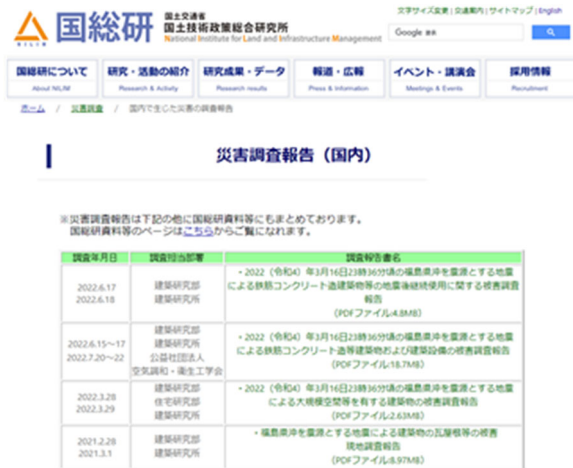 文字サイズ変更 | 交通案内 | サイトマップ | English
NILIM
国総研
国土交通省
国土技術政策総合研究所
National Institute for Land and Infrastructure Management
Google 検索
国総研について
About NILIM
研究・活動の紹介
Research & Activity
研究成果・データ
Research results
報道・広報
Press & Information
イベント・講演会
Meetings & Events
採用情報
Recruitment
ホーム / 災害調査 / 国内で生じた災害の調査報告
災害調査報告（国内）
※災害調査報告は下記の他に国総研資料等にもまとめております。
国総研資料等のページはこちらからご覧になれます。
調査年月日 調査担当部署 調査報告書名
2022.6.17
2022.6.18
建築研究部
建築研究所
・2022（令和4）年3月16日23時36分頃の福島県沖を震源とする地震
による鉄筋コンクリート造建築物等の地震後継続使用に関する被害調査
報告
（PDFファイル:4.8MB）
2022.6.15～17
2022.7.20～22
建築研究部
建築研究所
公益社団法人
空気調和・衛生工学会
・2022（令和4）年3月16日23時36分頃の福島県沖を震源とする地震
による鉄筋コンクリート造等建築物および建築設備の被害調査報告
（PDFファイル:18.7MB）
2022.3.28
2022.3.29
建築研究部
住宅研究部
建築研究所
・2022（令和4）年3月16日23時36分頃の福島県沖を震源とする地震
による大規模空間等を有する建築物の被害調査報告
（PDFファイル:2.63MB）
2021.2.28
2021.3.1
建築研究部
建築研究所
・福島県沖を震源とする地震による建築物の瓦屋根等の被害
現地調査報告
（PDFファイル:8.97MB）